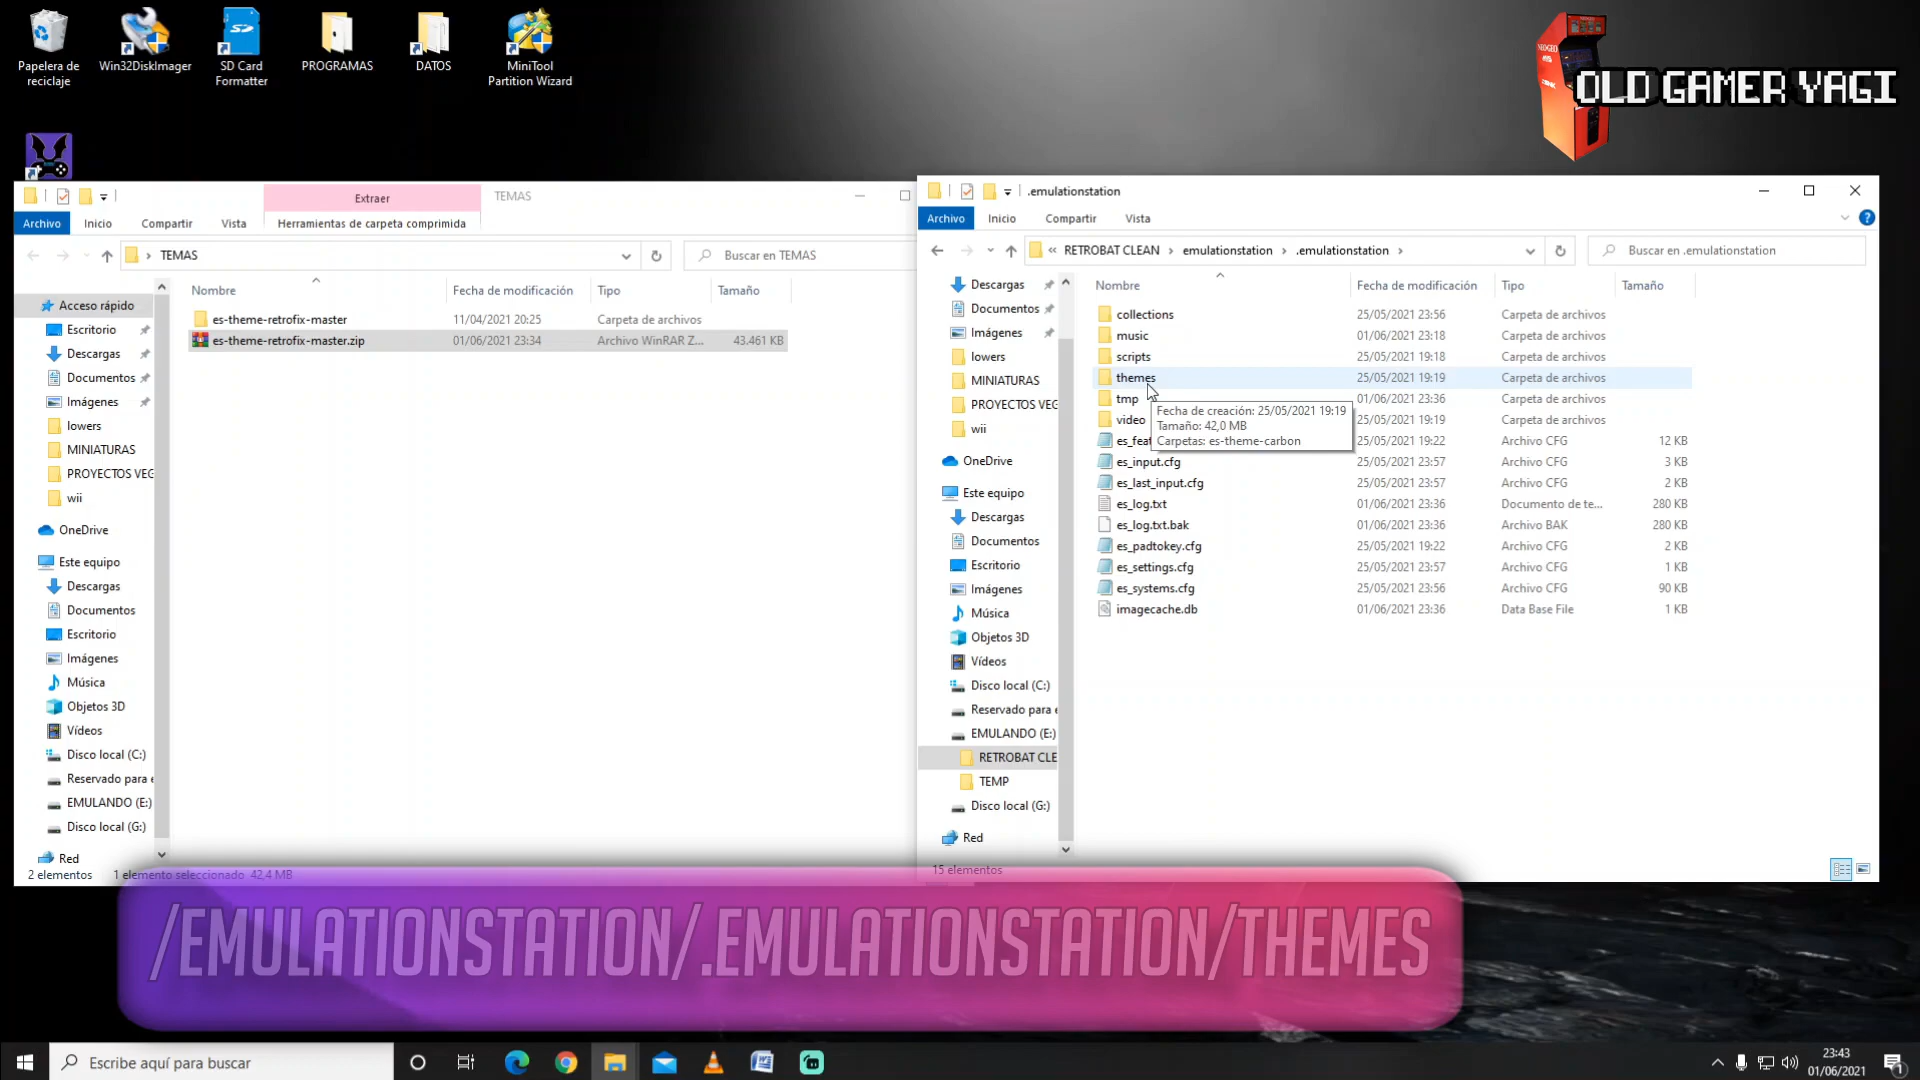 Papelera de
reciclaje
Win32DiskImager
SD Card
Formatter
PROGRAMAS
DATOS
MiniTool
Partition Wizard
OLD GAMER YAGI
Extraer
TEMAS
Archivo
Inicio
Compartir
Vista
Herramientas de carpeta comprimida
TEMAS
Buscar en TEMAS
Nombre
Fecha de modificación
Tipo
Tamaño
es-theme-retrofix-master
11/04/2021 20:25
Carpeta de archivos
es-theme-retrofix-master.zip
01/06/2021 23:34
Archivo WinRAR Z...
43.461 KB
Acceso rápido
Escritorio
Descargas
Documentos
Imágenes
lowers
MINIATURAS
PROYECTOS VEG
wii
OneDrive
Este equipo
Descargas
Documentos
Escritorio
Imágenes
Música
Objetos 3D
Vídeos
Disco local (C:)
Reservado para e
EMULANDO (E:)
Disco local (G:)
Red
2 elementos
1 elemento seleccionado 42,4 MB
.emulationstation
Archivo
Inicio
Compartir
Vista
« RETROBAT CLEAN > emulationstation > .emulationstation >
Buscar en .emulationstation
Nombre
Fecha de modificación
Tipo
Tamaño
collections 25/05/2021 23:56 Carpeta de archivos
music 01/06/2021 23:18 Carpeta de archivos
scripts 25/05/2021 19:18 Carpeta de archivos
themes 25/05/2021 19:19 Carpeta de archivos
tmp 01/06/2021 23:36 Carpeta de archivos
video 25/05/2021 19:19 Carpeta de archivos
es_feat 25/05/2021 19:22 Archivo CFG 12 KB
es_input.cfg 25/05/2021 23:57 Archivo CFG 3 KB
es_last_input.cfg 25/05/2021 23:57 Archivo CFG 2 KB
es_log.txt 01/06/2021 23:36 Documento de te... 280 KB
es_log.txt.bak 01/06/2021 23:36 Archivo BAK 280 KB
es_padtokey.cfg 25/05/2021 19:22 Archivo CFG 2 KB
es_settings.cfg 25/05/2021 23:57 Archivo CFG 1 KB
es_systems.cfg 25/05/2021 23:56 Archivo CFG 90 KB
imagecache.db 01/06/2021 23:36 Data Base File 1 KB
Fecha de creación: 25/05/2021 19:19
Tamaño: 42,0 MB
Carpetas: es-theme-carbon
Descargas
Documentos
Imágenes
lowers
MINIATURAS
PROYECTOS VEG
wii
OneDrive
Este equipo
Descargas
Documentos
Escritorio
Imágenes
Música
Objetos 3D
Vídeos
Disco local (C:)
Reservado para e
EMULANDO (E:)
RETROBAT CLE
TEMP
Disco local (G:)
Red
15 elementos
/EMULATIONSTATION/.EMULATIONSTATION/THEMES
Escribe aquí para buscar
23:43
01/06/2021